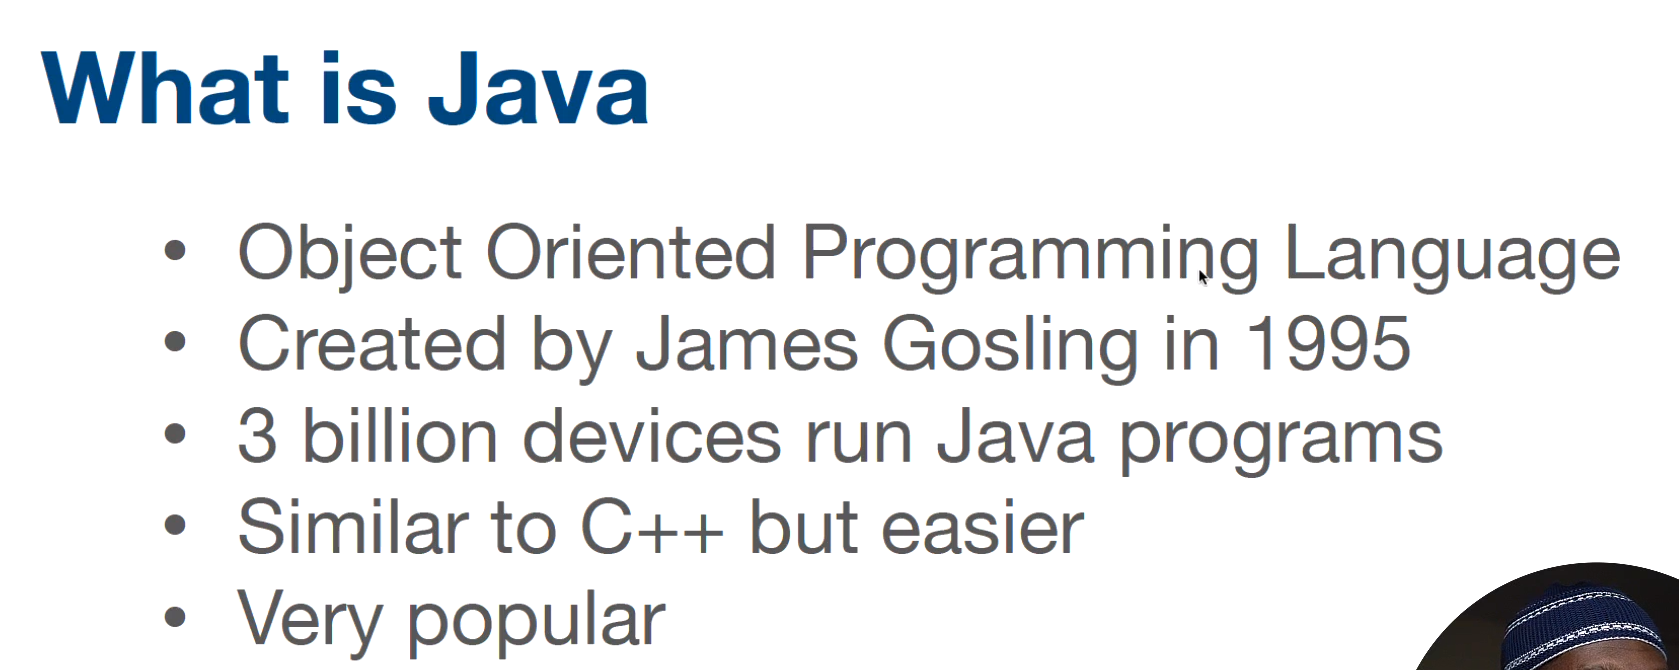 What is Java
• Object Oriented Programming Language
• Created by James Gosling in 1995
• 3 billion devices run Java programs
• Similar to C++ but easier
• Very popular